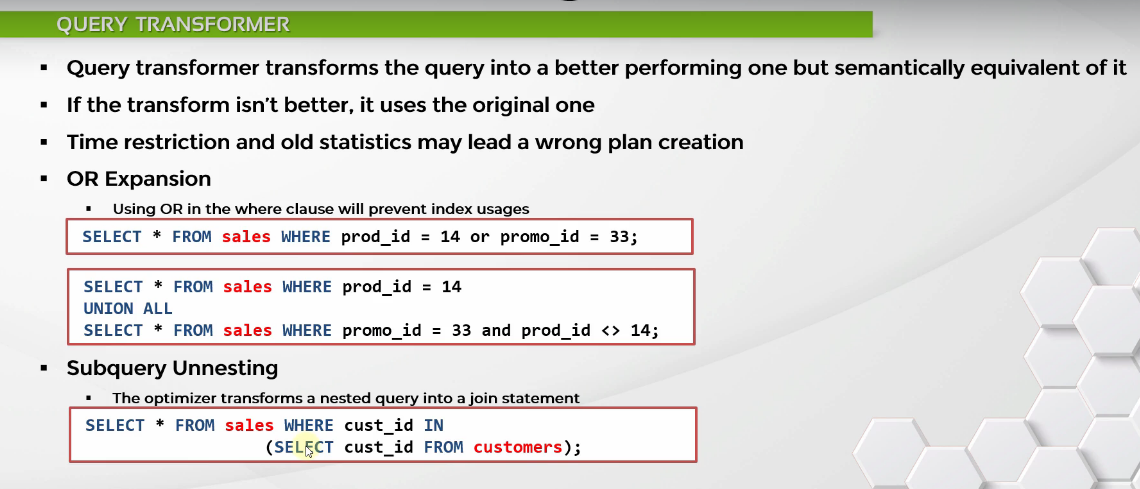 QUERY TRANSFORMER
▪ Query transformer transforms the query into a better performing one but semantically equivalent of it
▪ If the transform isn't better, it uses the original one
▪ Time restriction and old statistics may lead a wrong plan creation
▪ OR Expansion
▪ Using OR in the where clause will prevent index usages
SELECT * FROM sales WHERE prod_id = 14 or promo_id = 33;
SELECT * FROM sales WHERE prod_id = 14
UNION ALL
SELECT * FROM sales WHERE promo_id = 33 and prod_id <> 14;
▪ Subquery Unnesting
▪ The optimizer transforms a nested query into a join statement
SELECT * FROM sales WHERE cust_id IN
(SELECT cust_id FROM customers);